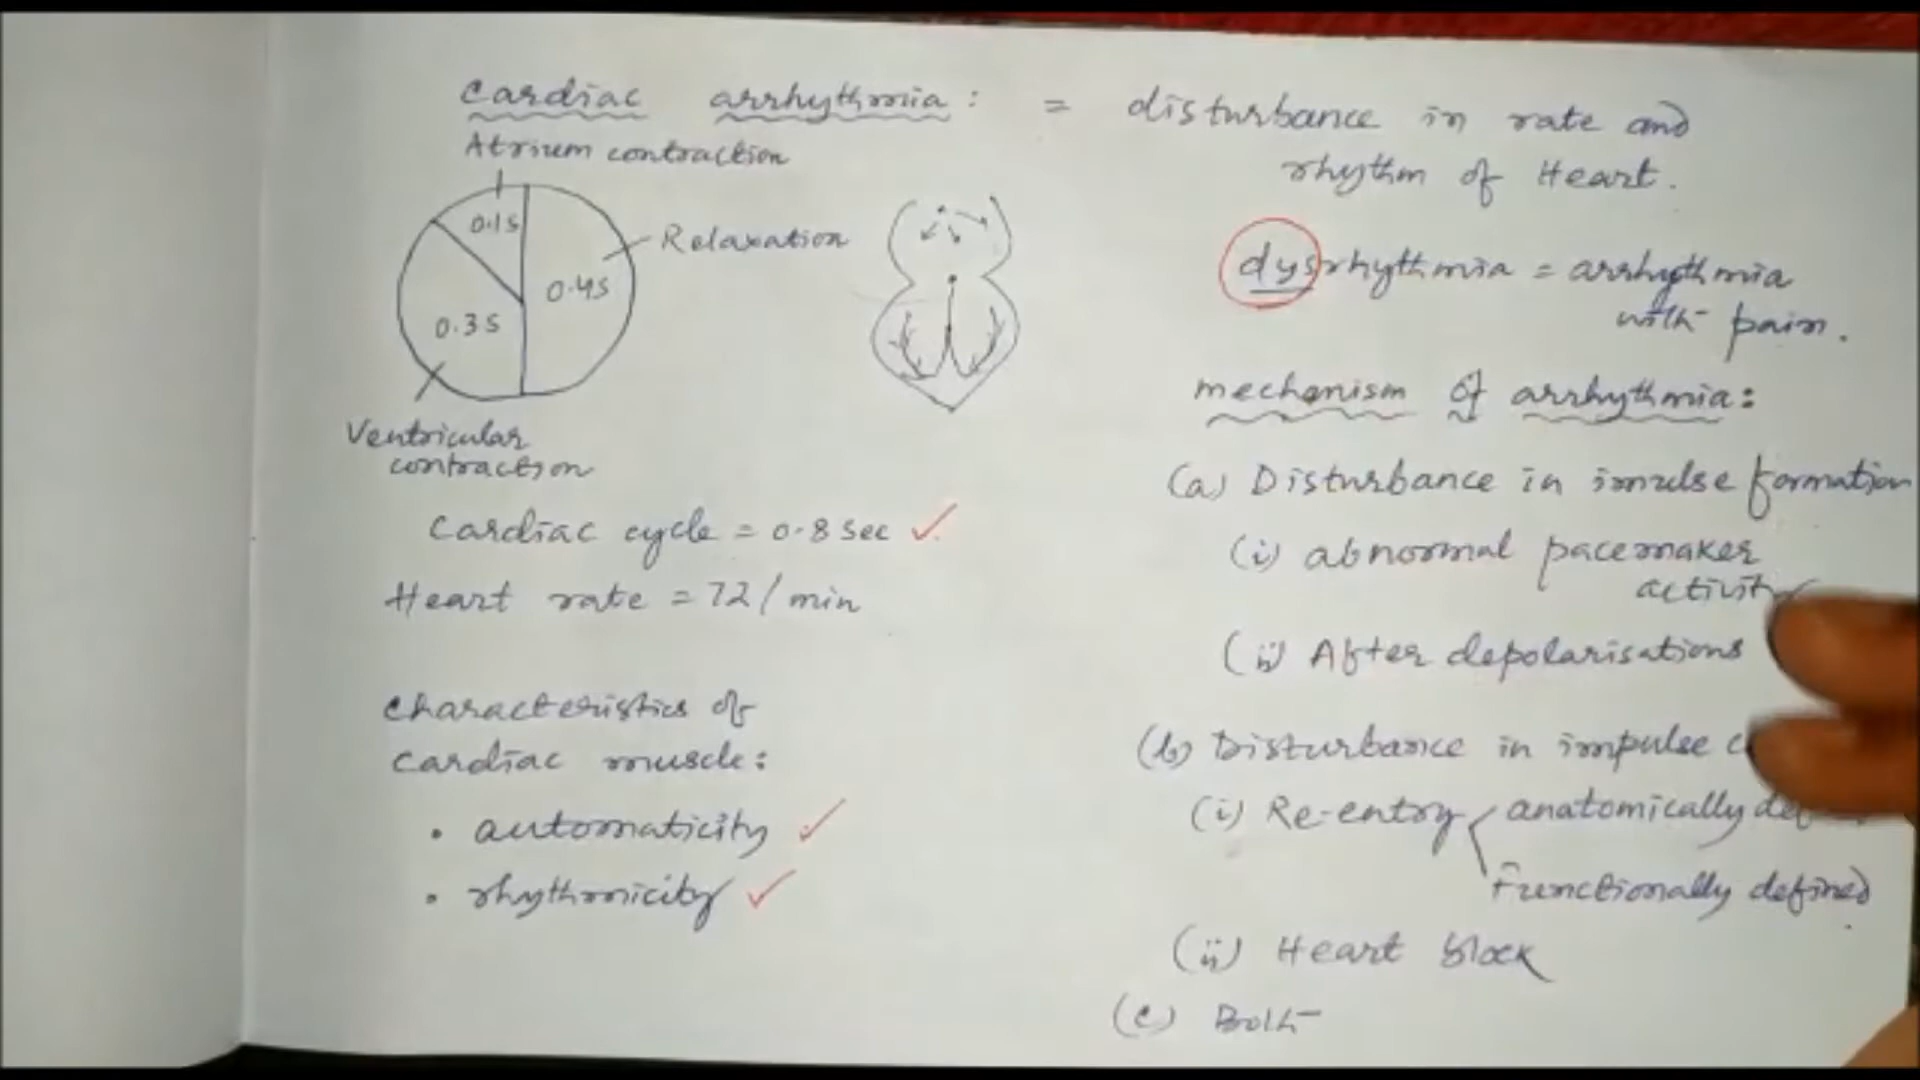 Cardiac arrhythmia: = disturbance in rate and
rhythm of Heart.
Atrium contraction
0.1s
Relaxation
0.4s
0.3s
Ventricular
contraction
Cardiac cycle = 0.8 sec ✓
Heart rate = 72/min
characteristics of
cardiac muscle:
• automaticity ✓
• rhythmicity ✓
dysrhythmia = arrhythmia
with pain.
mechanism of arrhythmia:
(a) Disturbance in impulse formation
(i) abnormal pacemaker
activity
(ii) After depolarisations
(b) Disturbance in impulse
(i) Re-entry anatomically
Functionally defined
(ii) Heart block
(c) Both